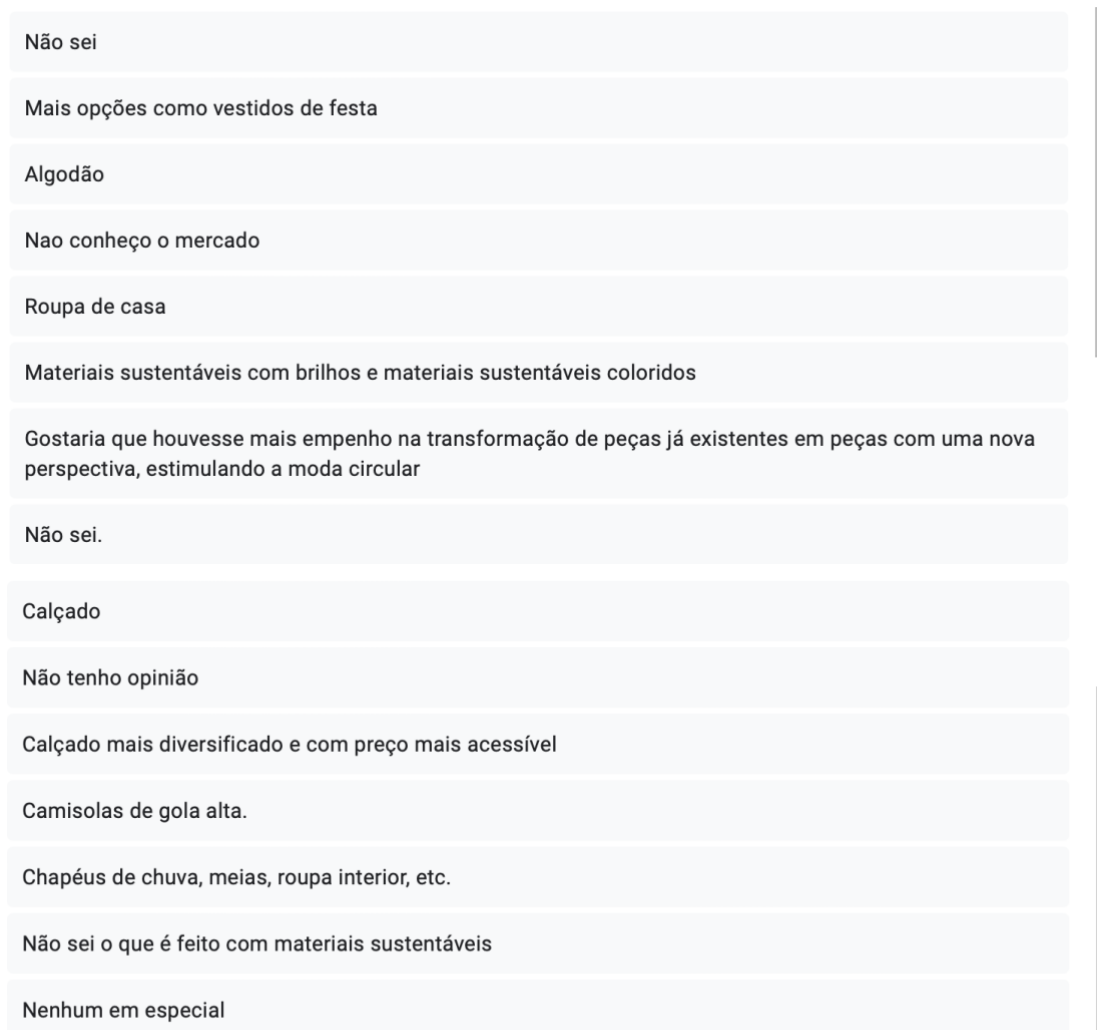 Não sei
Mais opções como vestidos de festa
Algodão
Nao conheço o mercado
Roupa de casa
Materiais sustentáveis com brilhos e materiais sustentáveis coloridos
Gostaria que houvesse mais empenho na transformação de peças já existentes em peças com uma nova
perspectiva, estimulando a moda circular
Não sei.
Calçado
Não tenho opinião
Calçado mais diversificado e com preço mais acessível
Camisolas de gola alta.
Chapéus de chuva, meias, roupa interior, etc.
Não sei o que é feito com materiais sustentáveis
Nenhum em especial